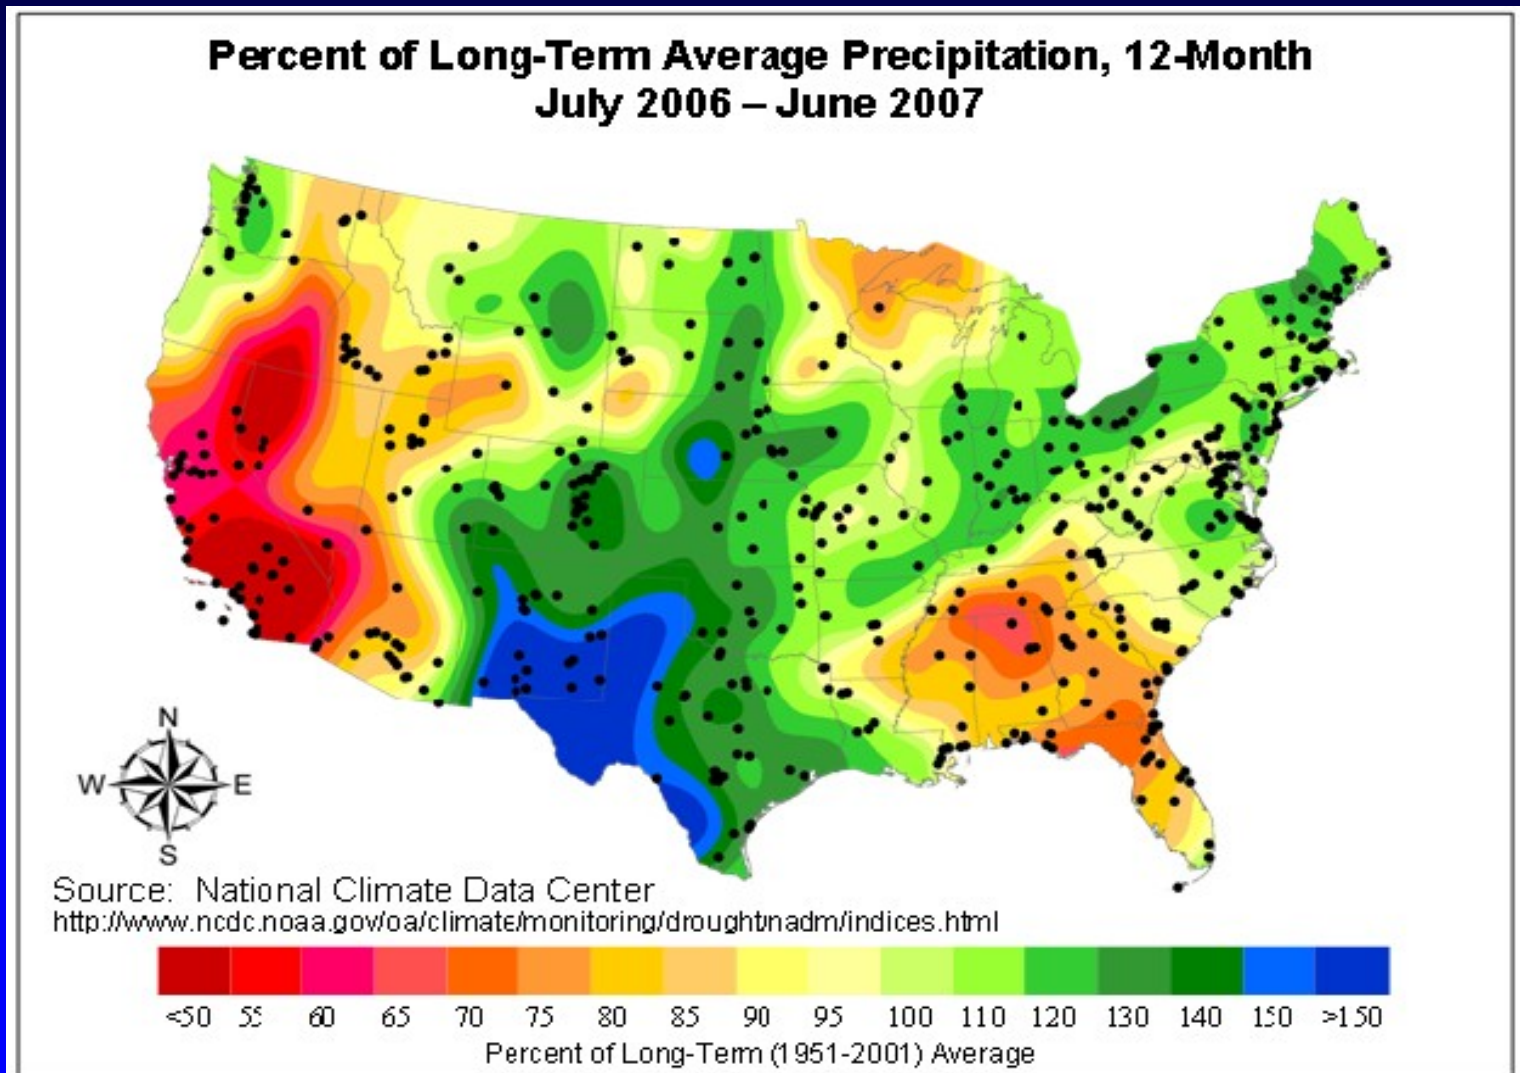 Percent of Long-Term Average Precipitation, 12-Month
July 2006 – June 2007
N
W E
S
Source: National Climate Data Center
http://www.ncdc.noaa.gov/oa/climate/monitoring/drought/nadm/indices.html
<50 55 60 65 70 75 80 85 90 95 100 110 120 130 140 150 >150
Percent of Long-Term (1951-2001) Average